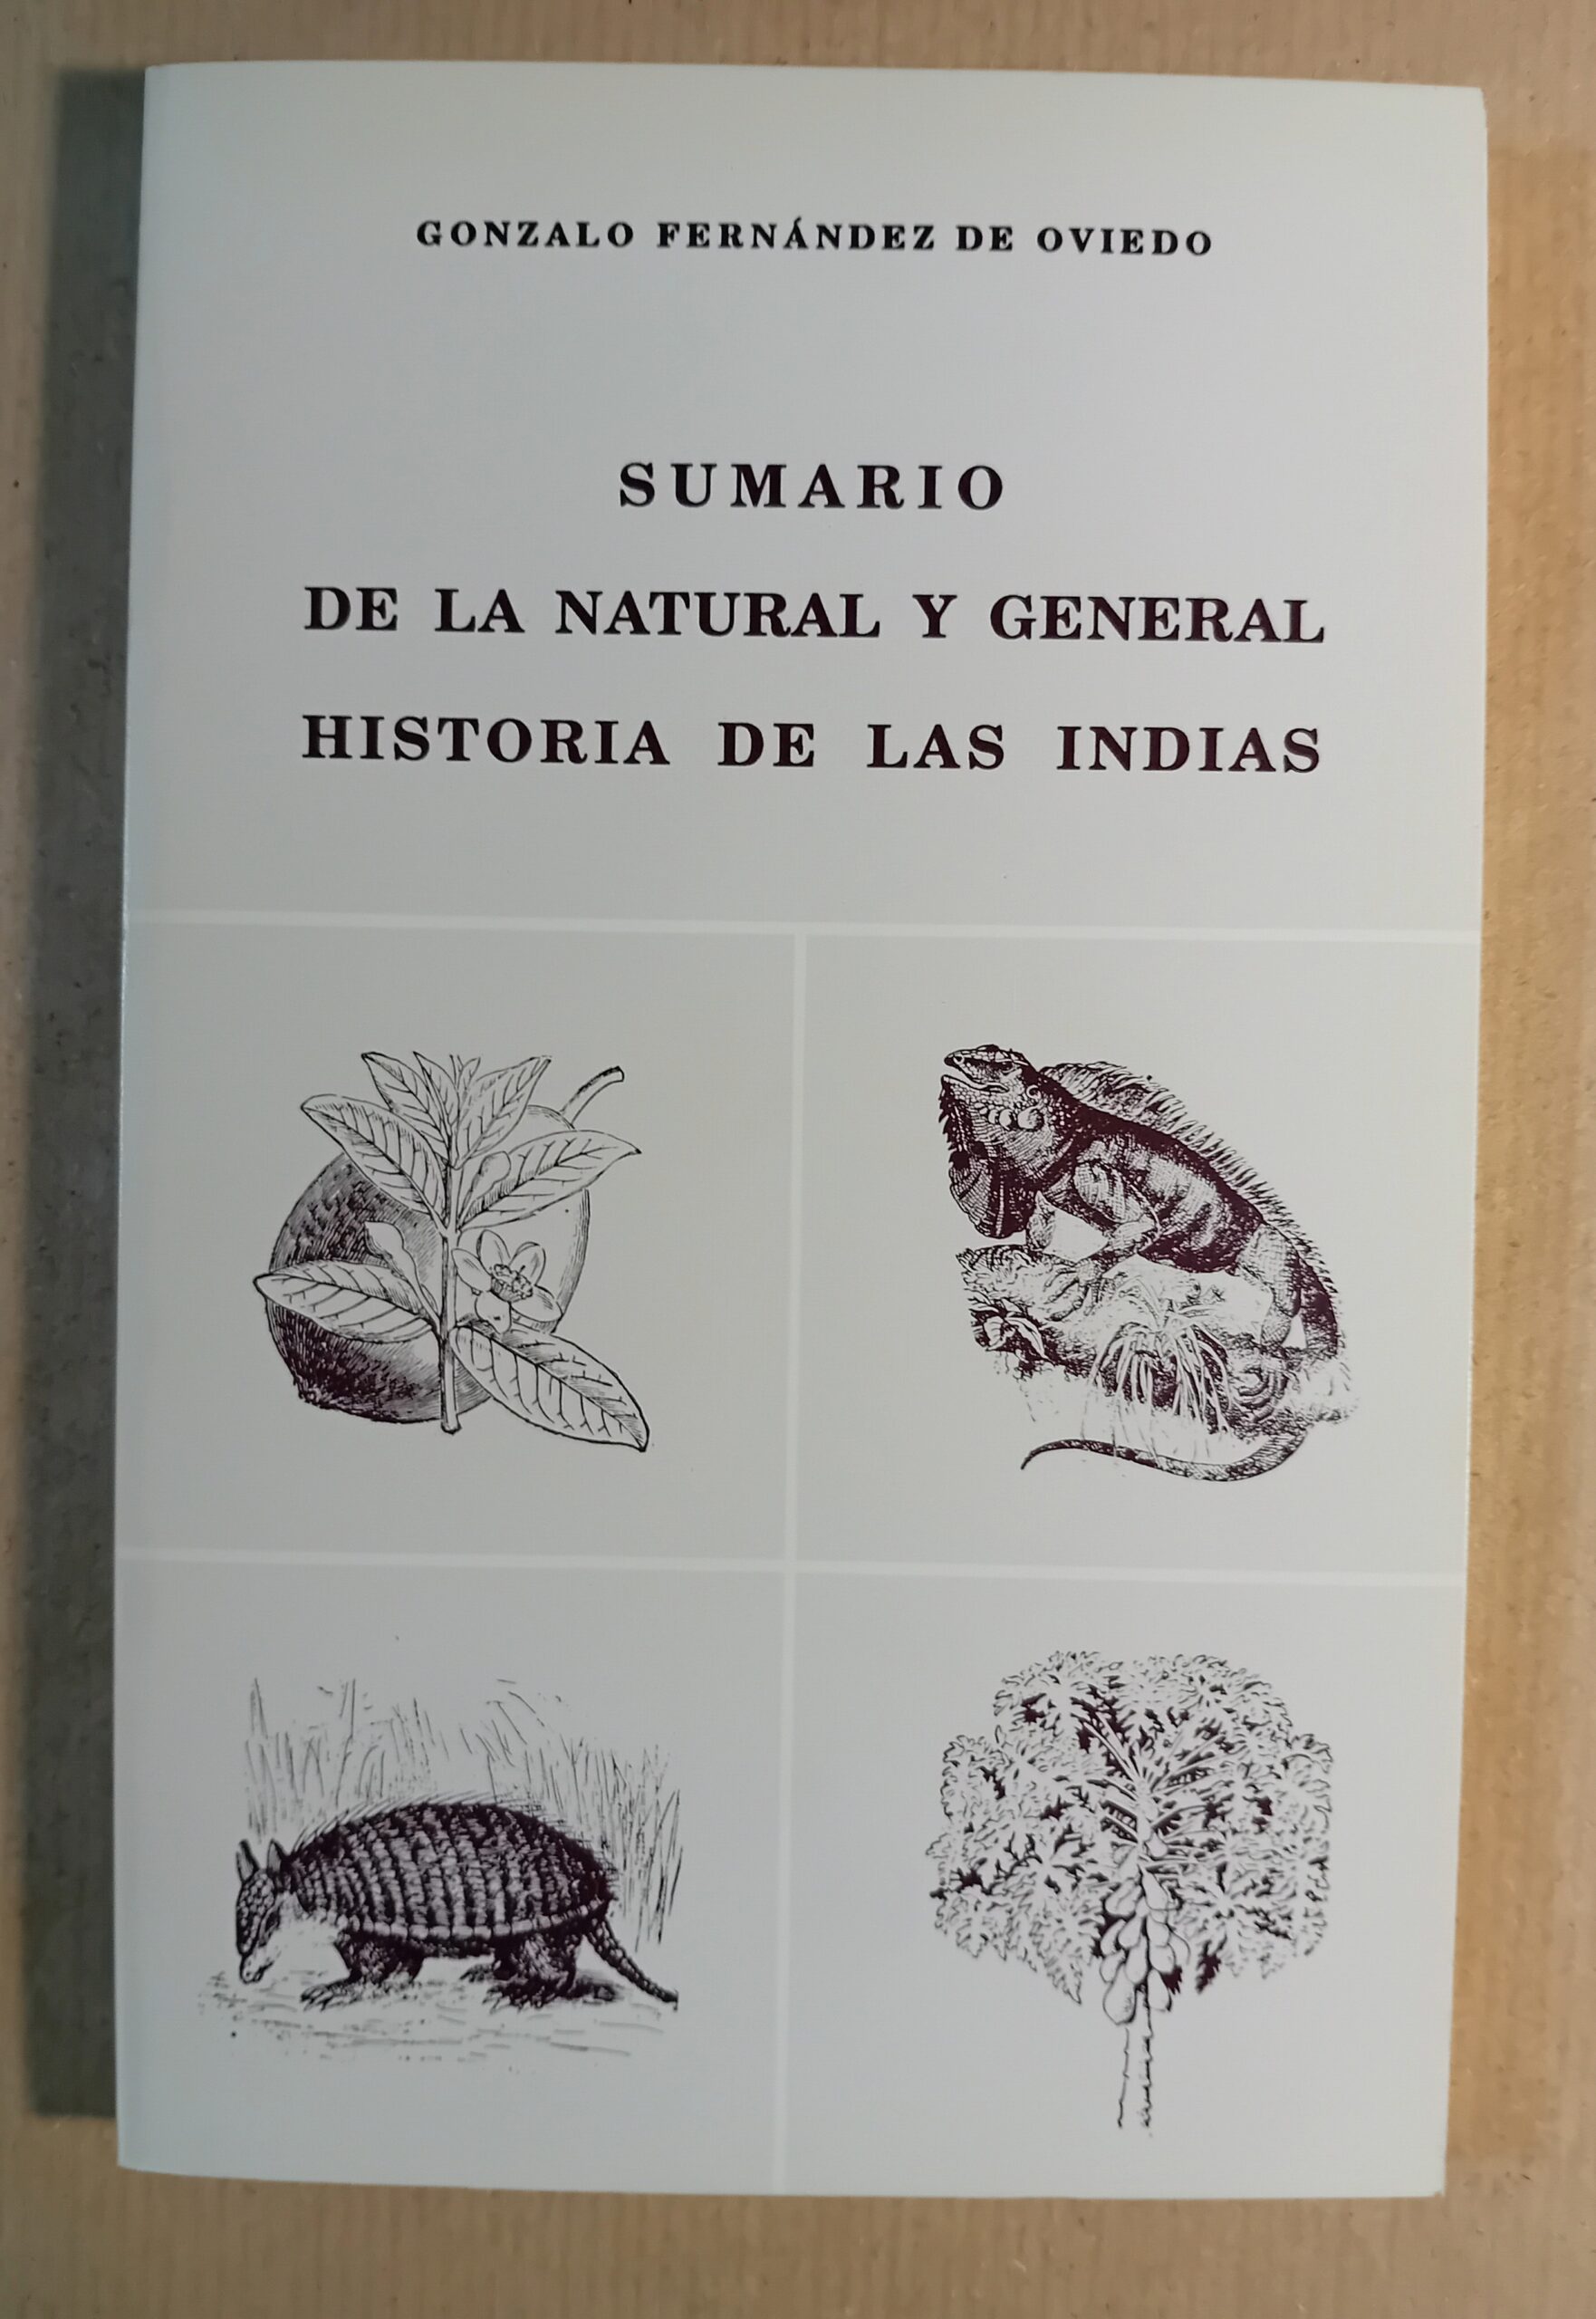 GONZALO FERNÁNDEZ DE OVIEDO
SUMARIO
DE LA NATURAL Y GENERAL
HISTORIA DE LAS INDIAS